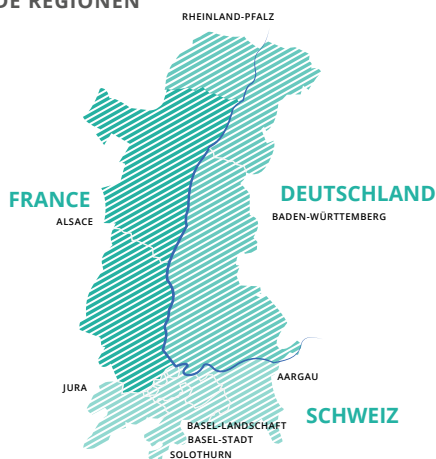 DE REGIONEN
RHEINLAND-PFALZ
FRANCE
DEUTSCHLAND
ALSACE
BADEN-WÜRTTEMBERG
AARGAU
JURA
SCHWEIZ
BASEL-LANDSCHAFT
BASEL-STADT
SOLOTHURN